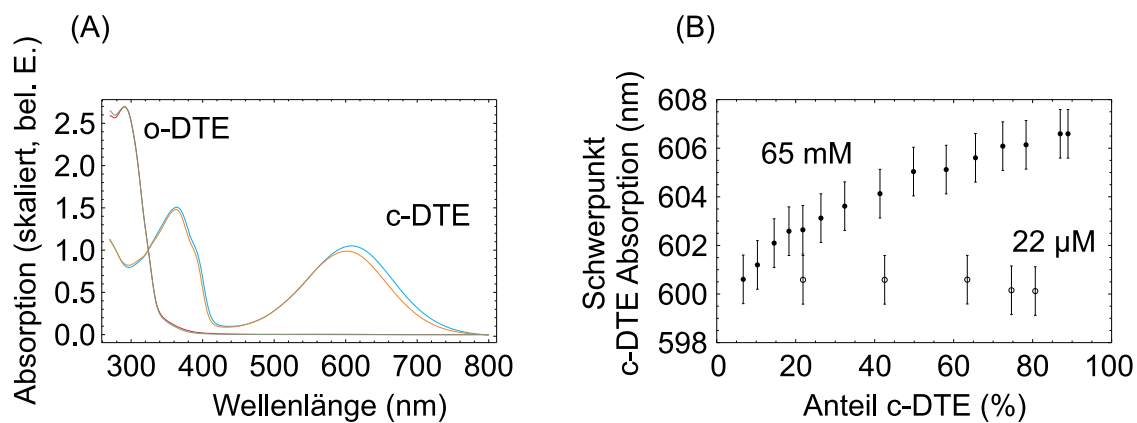 (A)
Absorption (skaliert, bel. E.)
2.5
2.0
1.5
1.0
0.5
0.0
o-DTE
c-DTE
300 400 500 600 700 800
Wellenlänge (nm)
(B)
Schwerpunkt
c-DTE Absorption (nm)
608
606
604
602
600
598
65 mM
22 µM
0 20 40 60 80 100
Anteil c-DTE (%)